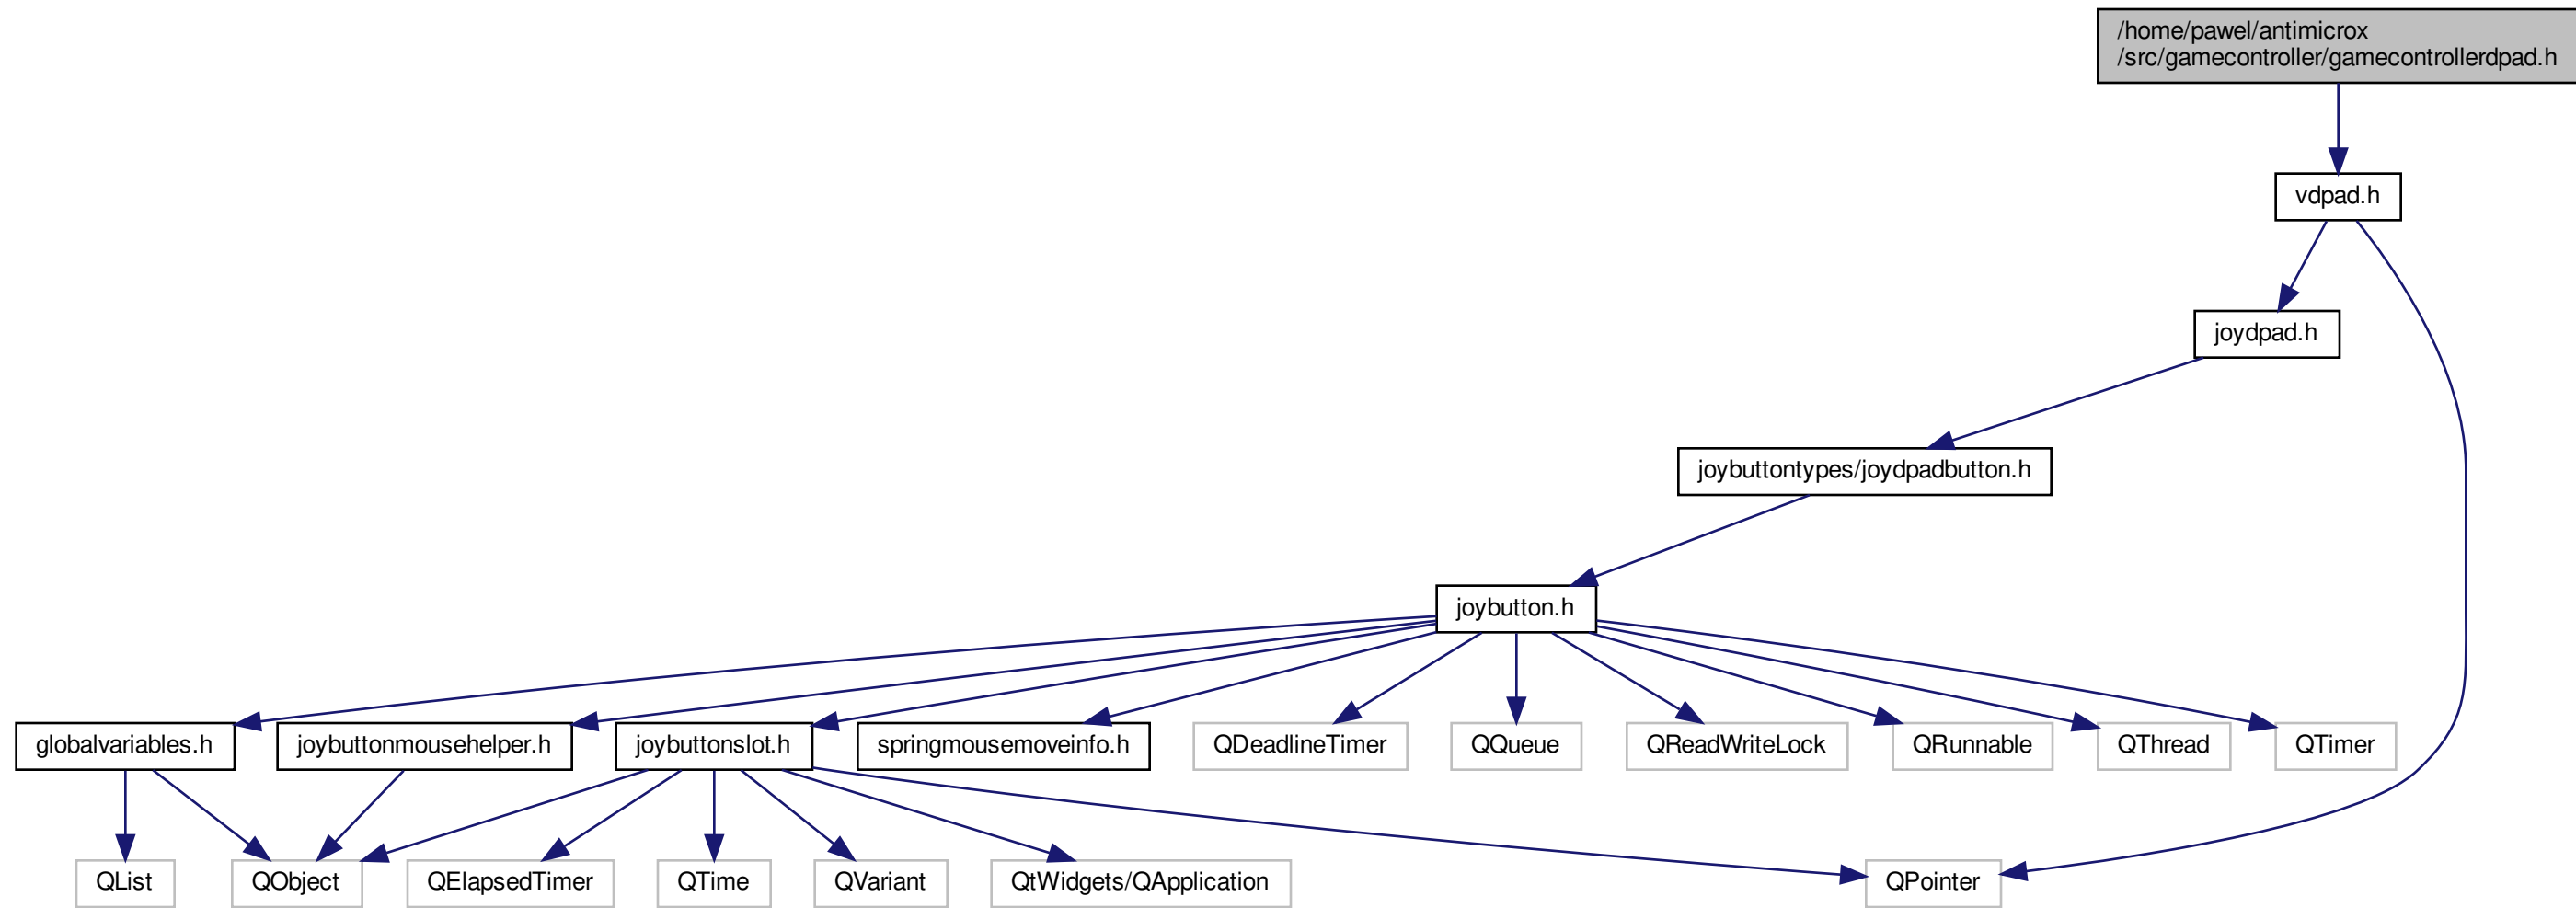 /home/pawel/antimicrox
/src/gamecontroller/gamecontrollerdpad.h
vdpad.h
joydpad.h
joybuttontypes/joydpadbutton.h
joybutton.h
globalvariables.h
joybuttonmousehelper.h
joybuttonslot.h
springmousemoveinfo.h
QDeadlineTimer
QQueue
QReadWriteLock
QRunnable
QThread
QTimer
QList
QObject
QElapsedTimer
QTime
QVariant
QtWidgets/QApplication
QPointer